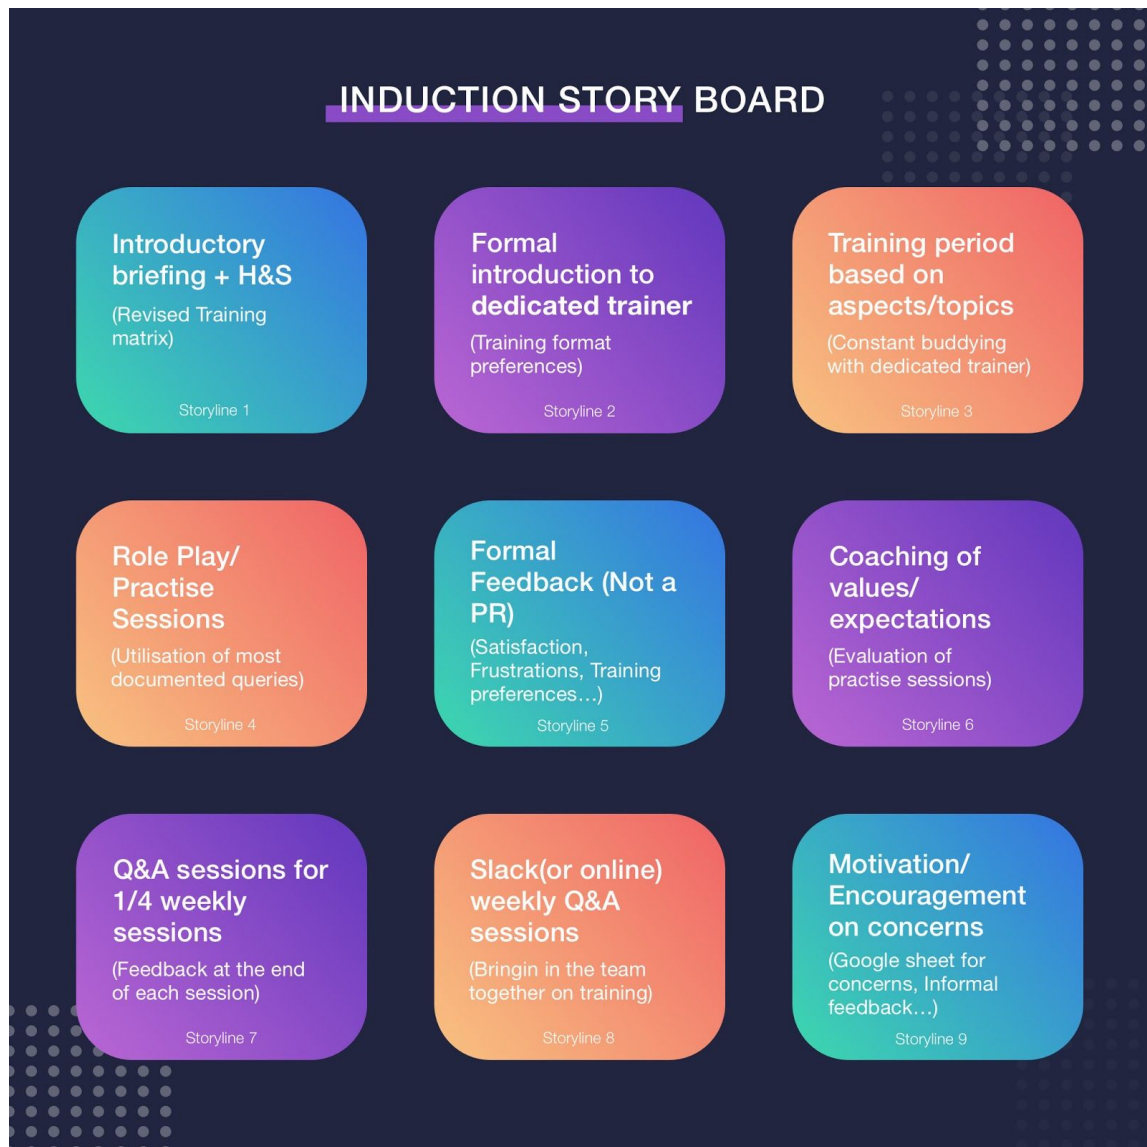 INDUCTION STORY BOARD
Introductory
briefing + H&S
(Revised Training
matrix)
Storyline 1
Formal
introduction to
dedicated trainer
(Training format
preferences)
Storyline 2
Training period
based on
aspects/topics
(Constant buddying
with dedicated trainer)
Storyline 3
Role Play/
Practise
Sessions
(Utilisation of most
documented queries)
Storyline 4
Formal
Feedback (Not a
PR)
(Satisfaction,
Frustrations, Training
preferences...)
Storyline 5
Coaching of
values/
expectations
(Evaluation of
practise sessions)
Storyline 6
Q&A sessions for
1/4 weekly
sessions
(Feedback at the end
of each session)
Storyline 7
Slack(or online)
weekly Q&A
sessions
(Bringin in the team
together on training)
Storyline 8
Motivation/
Encouragement
on concerns
(Google sheet for
concerns, Informal
feedback...)
Storyline 9